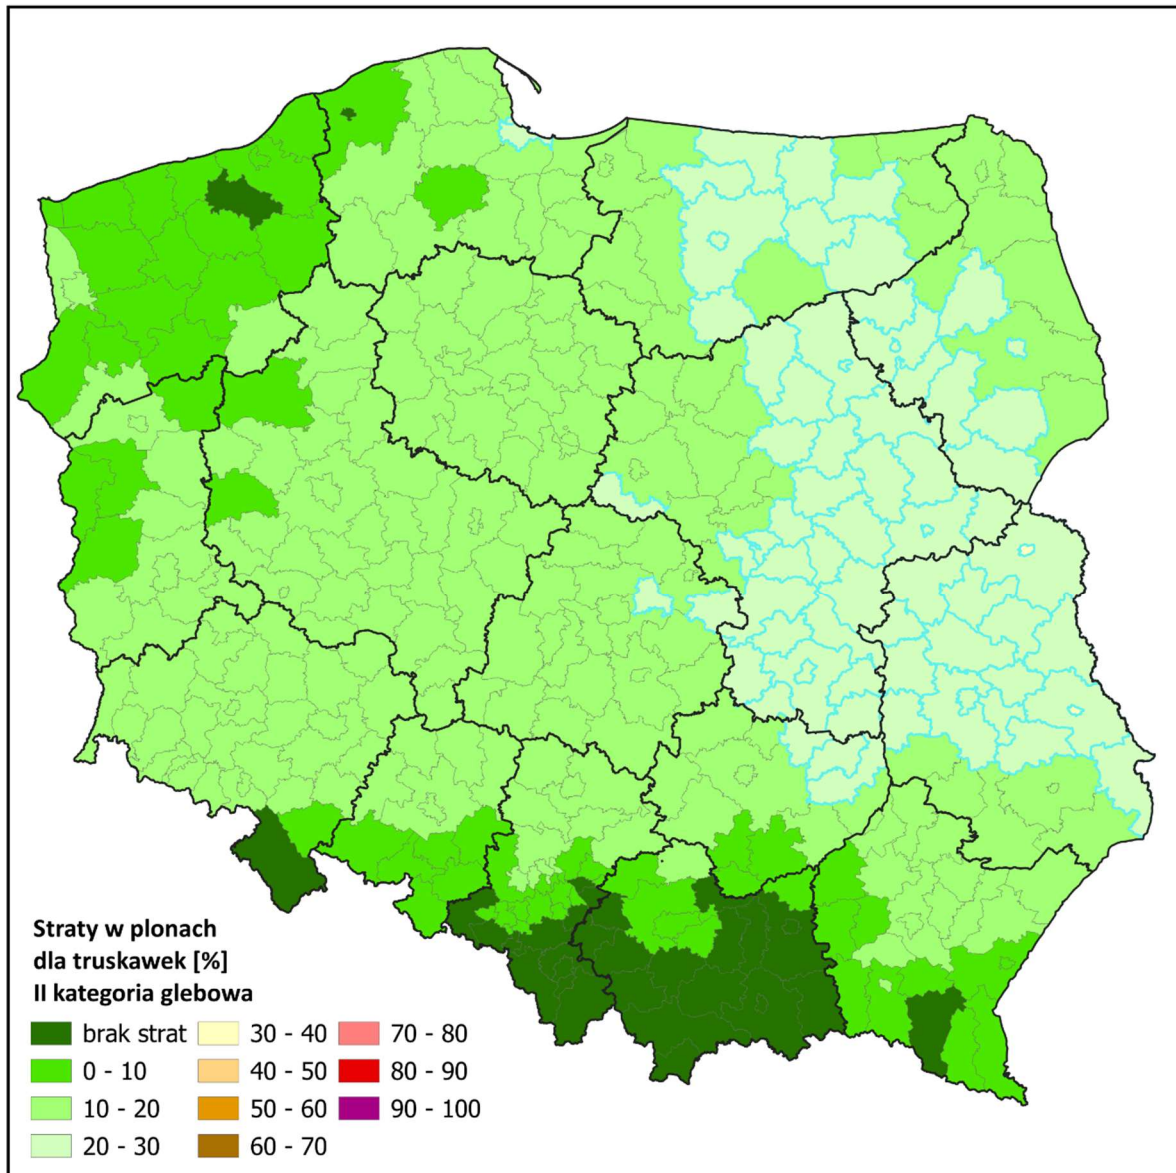 Straty w plonach
dla truskawek [%]
II kategoria glebowa
brak strat
0 - 10
10 - 20
20 - 30
30 - 40
40 - 50
50 - 60
60 - 70
70 - 80
80 - 90
90 - 100